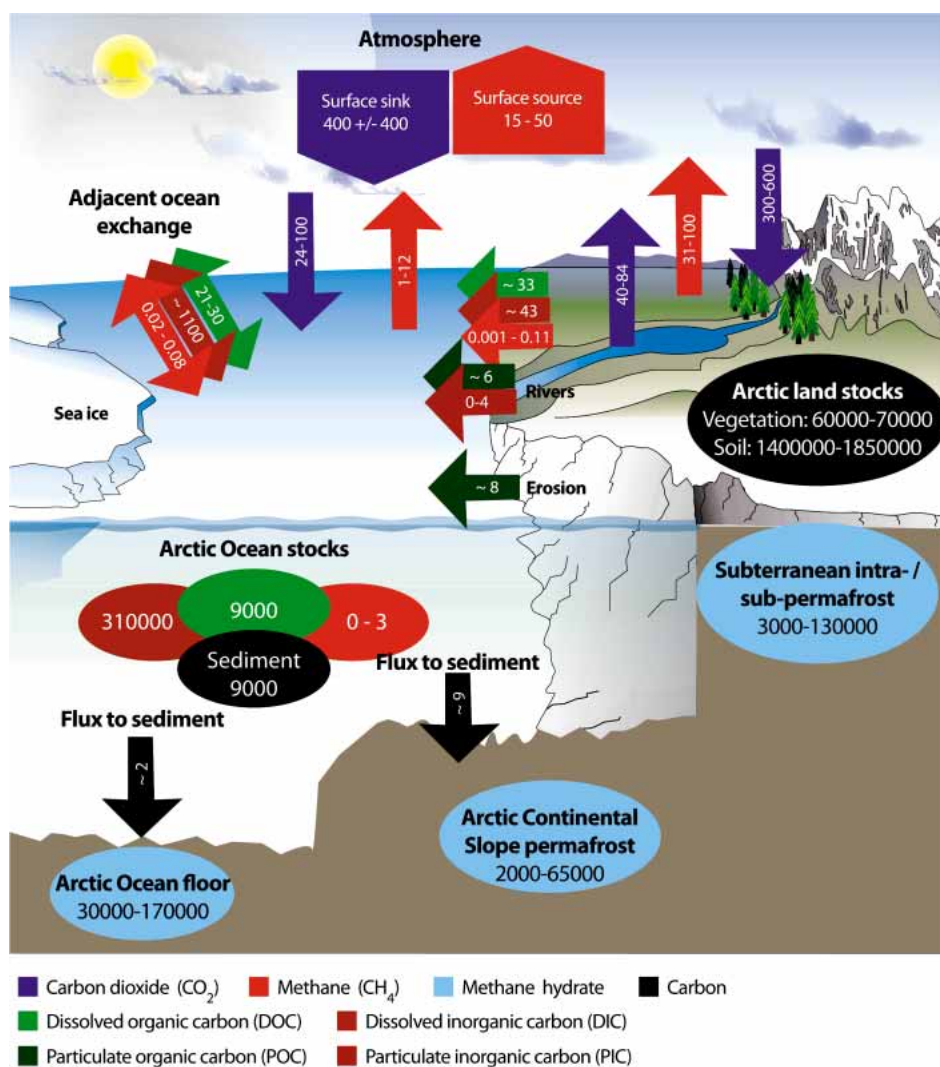 Atmosphere
Surface sink
400 +/- 400
Surface source
15 - 50
Adjacent ocean
exchange
24-100
1-12
40-84
31-100
300-600
21-30
~ 1100
0.02 - 0.08
~ 33
~ 43
0.001 - 0.11
~ 6
0-4
Rivers
Sea ice
Arctic land stocks
Vegetation: 60000-70000
Soil: 1400000-1850000
~ 8
Erosion
Arctic Ocean stocks
310000
9000
0 - 3
Sediment
9000
Subterranean intra- /
sub-permafrost
3000-130000
Flux to sediment
~ 9
Flux to sediment
~ 2
Arctic Continental
Slope permafrost
2000-65000
Arctic Ocean floor
30000-170000
Carbon dioxide (CO₂)
Methane (CH₄)
Methane hydrate
Carbon
Dissolved organic carbon (DOC)
Dissolved inorganic carbon (DIC)
Particulate organic carbon (POC)
Particulate inorganic carbon (PIC)